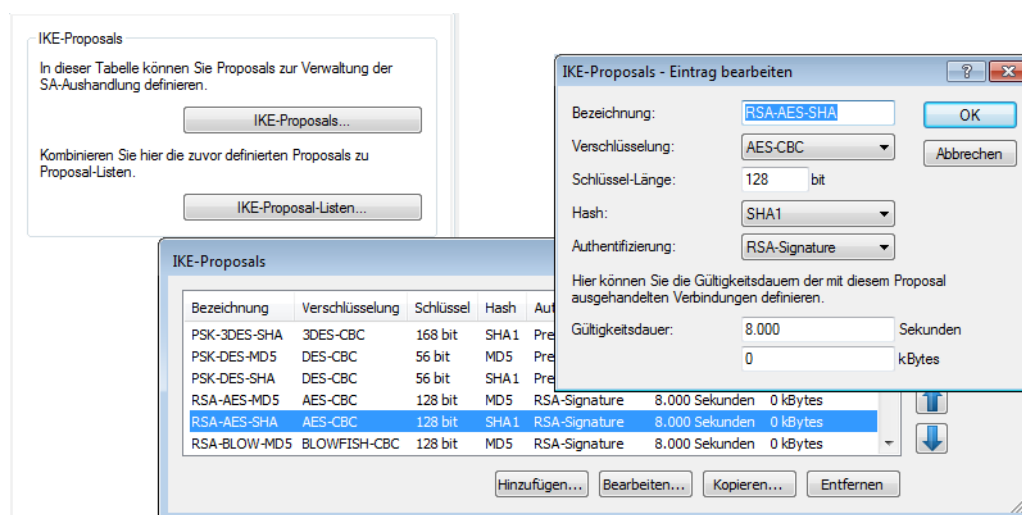 IKE-Proposals
In dieser Tabelle können Sie Proposals zur Verwaltung der
SA-Aushandlung definieren.
IKE-Proposals...
Kombinieren Sie hier die zuvor definierten Proposals zu
Proposal-Listen.
IKE-Proposal-Listen...
IKE-Proposals - Eintrag bearbeiten
Bezeichnung: RSA-AES-SHA OK
Verschlüsselung: AES-CBC Abbrechen
Schlüssel-Länge: 128 bit
Hash: SHA1
Authentifizierung: RSA-Signature
Hier können Sie die Gültigkeitsdauern der mit diesem Proposal
ausgehandelten Verbindungen definieren.
Gültigkeitsdauer: 8.000 Sekunden
0 kBytes
IKE-Proposals
Bezeichnung Verschlüsselung Schlüssel Hash Aut
PSK-3DES-SHA 3DES-CBC 168 bit SHA1 Pre
PSK-DES-MD5 DES-CBC 56 bit MD5 Pre
PSK-DES-SHA DES-CBC 56 bit SHA1 Pre
RSA-AES-MD5 AES-CBC 128 bit MD5 RSA-Signature 8.000 Sekunden 0 kBytes
RSA-AES-SHA AES-CBC 128 bit SHA1 RSA-Signature 8.000 Sekunden 0 kBytes
RSA-BLOW-MD5 BLOWFISH-CBC 128 bit MD5 RSA-Signature 8.000 Sekunden 0 kBytes
Hinzufügen... Bearbeiten... Kopieren... Entfernen